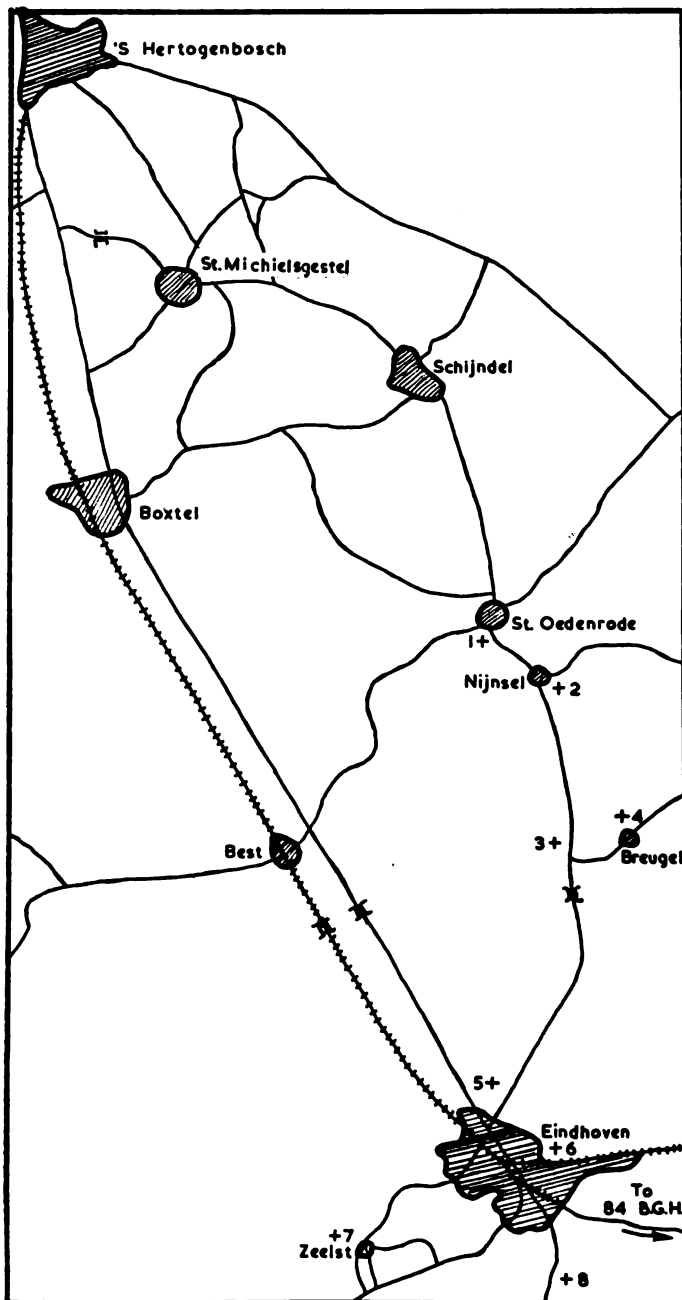 'S Hertogenbosch
St. Michielsgestel
Schijndel
Boxtel
St. Oedenrode
1+
Nijnsel
+2
+4
3+
Best
Breugel
5+
Eindhoven
+6
To
84 B.G.H.
+7
Zeelst
+8